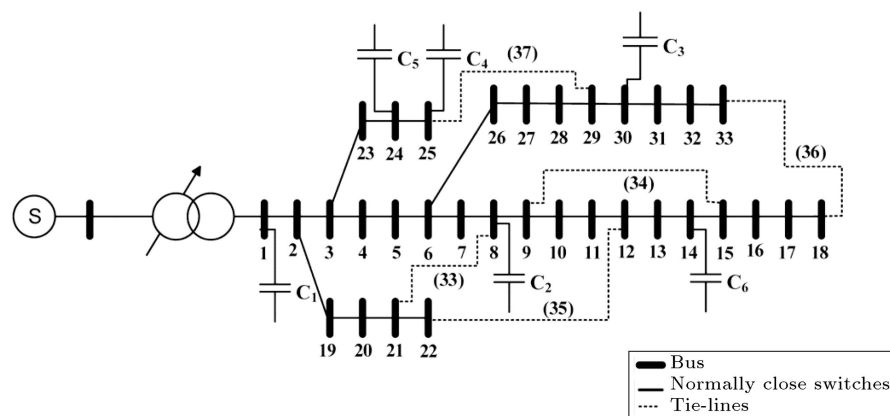 C5
C4
(37)
C3
23 24 25
26 27 28 29 30 31 32 33
(36)
S
(34)
1 2 3 4 5 6 7 8 9 10 11 12 13 14 15 16 17 18
C1
(33)
C2
(35)
C6
19 20 21 22
Bus
Normally close switches
Tie-lines